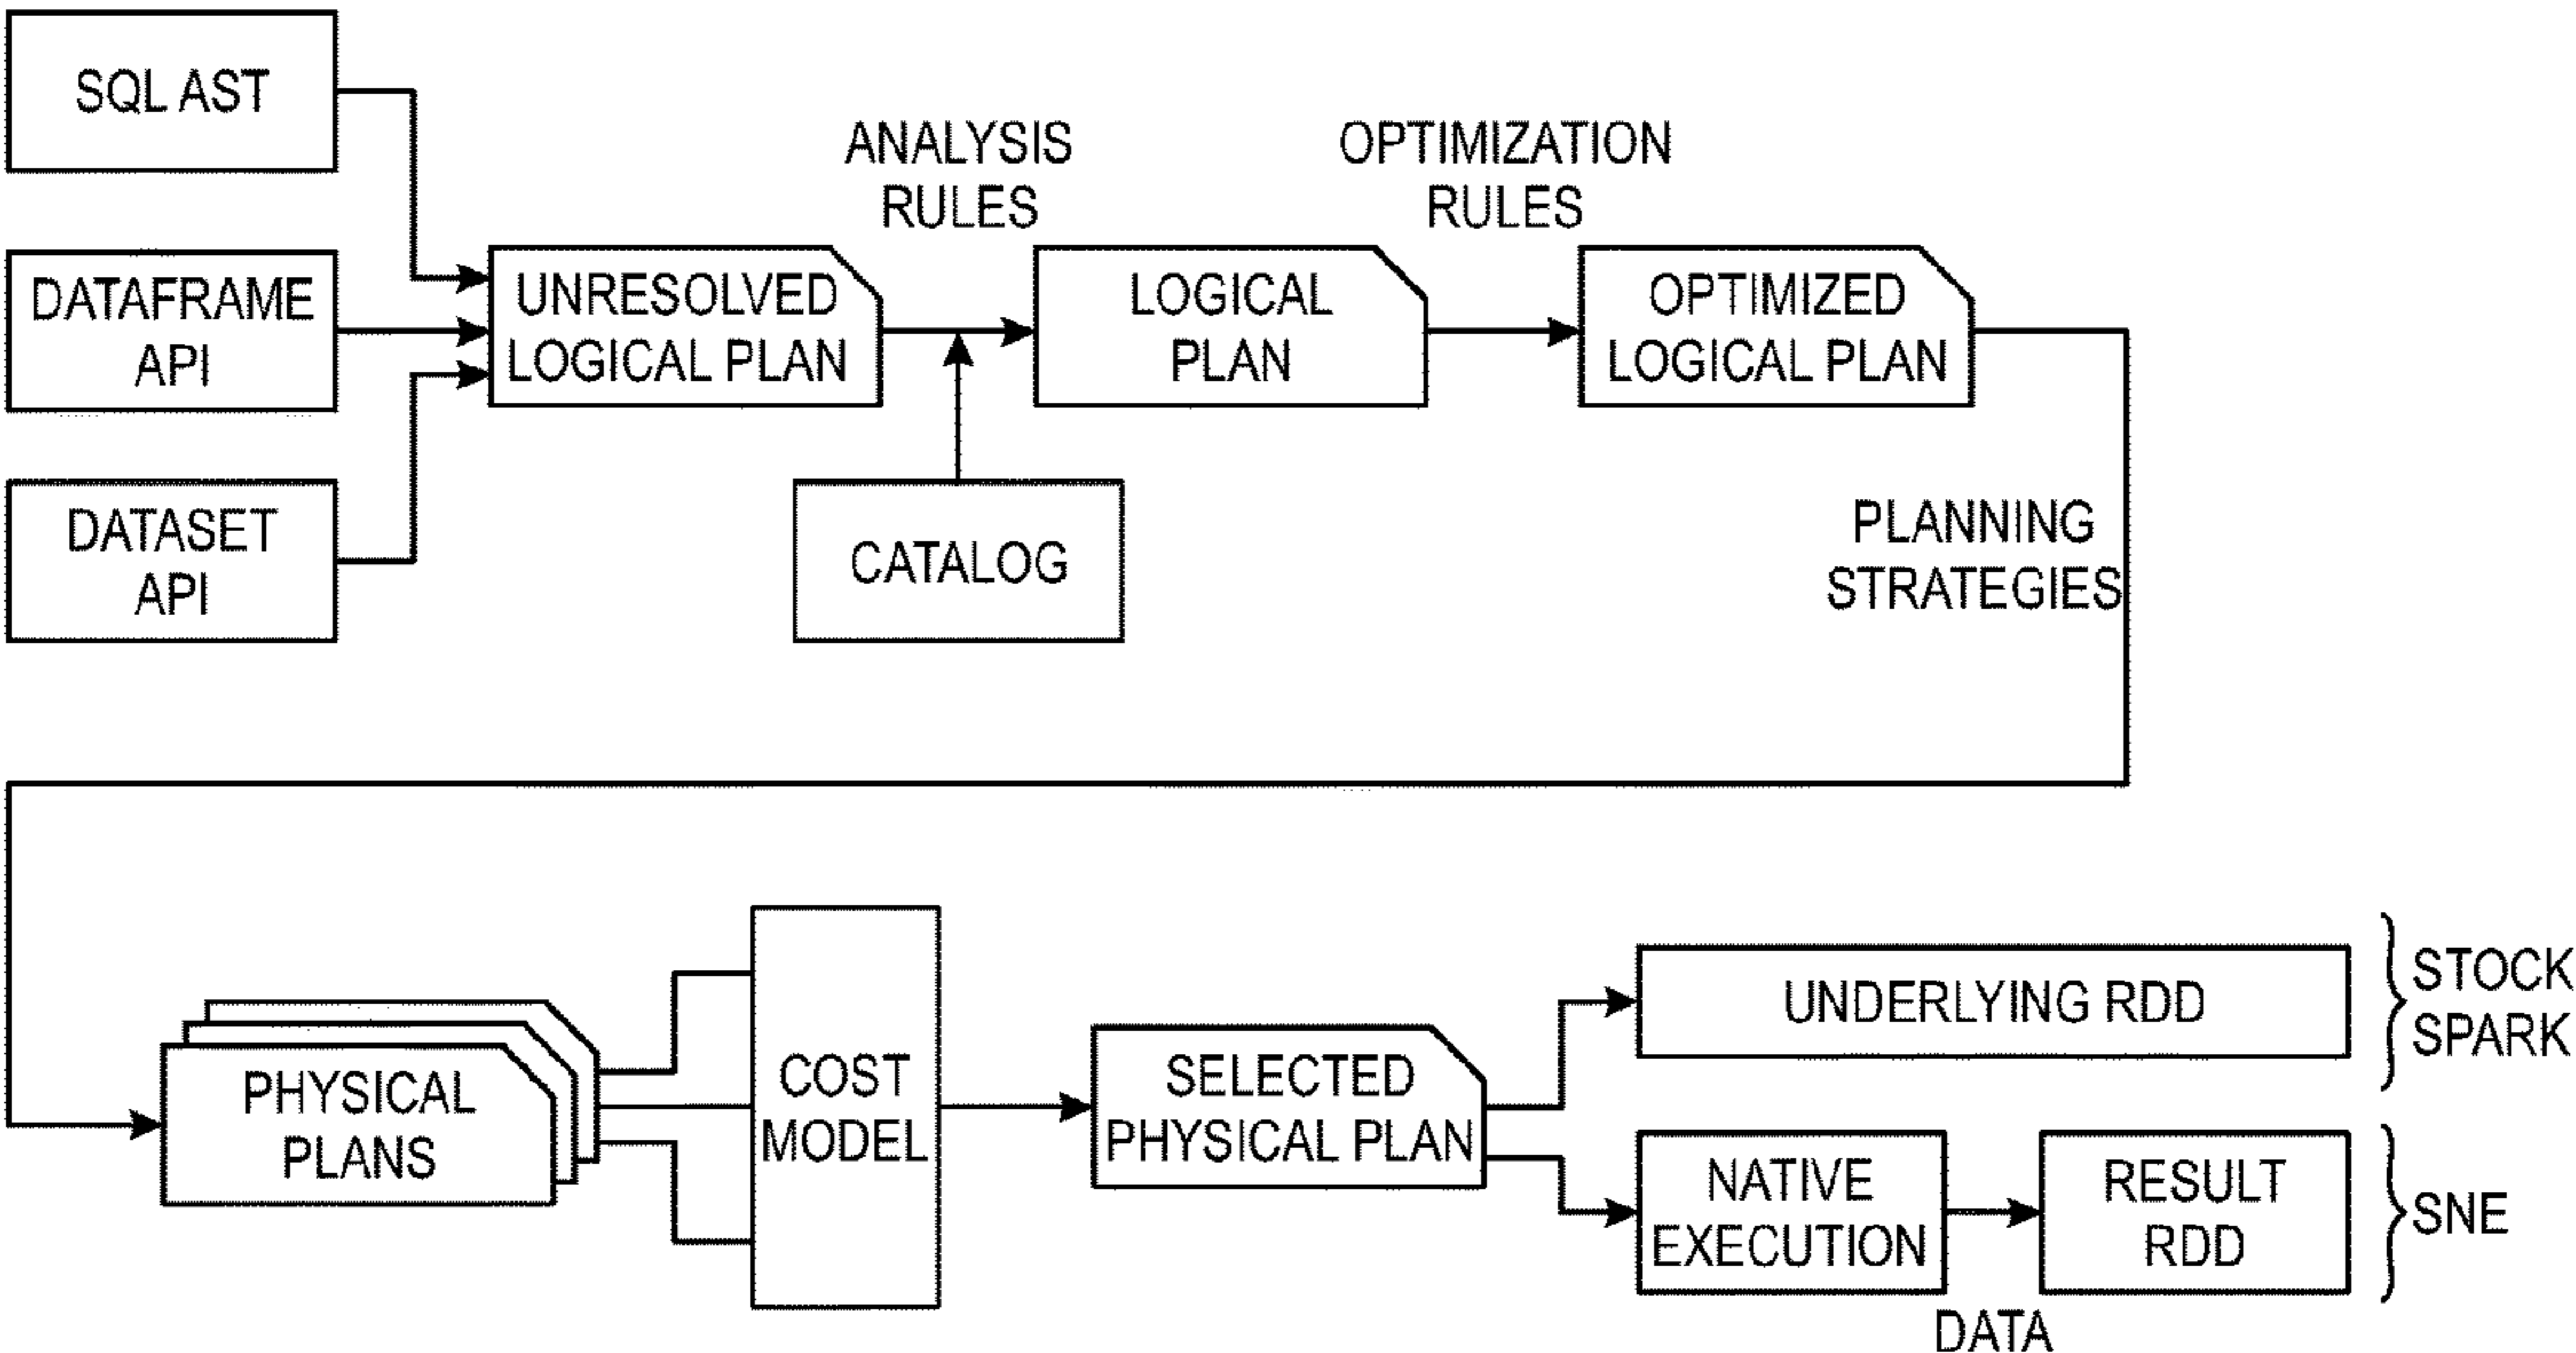 SQL AST
DATAFRAME
API
DATASET
API
UNRESOLVED
LOGICAL PLAN
ANALYSIS
RULES
CATALOG
LOGICAL
PLAN
OPTIMIZATION
RULES
OPTIMIZED
LOGICAL PLAN
PLANNING
STRATEGIES
PHYSICAL
PLANS
COST
MODEL
SELECTED
PHYSICAL PLAN
UNDERLYING RDD
STOCK
SPARK
NATIVE
EXECUTION
DATA
RESULT
RDD
SNE